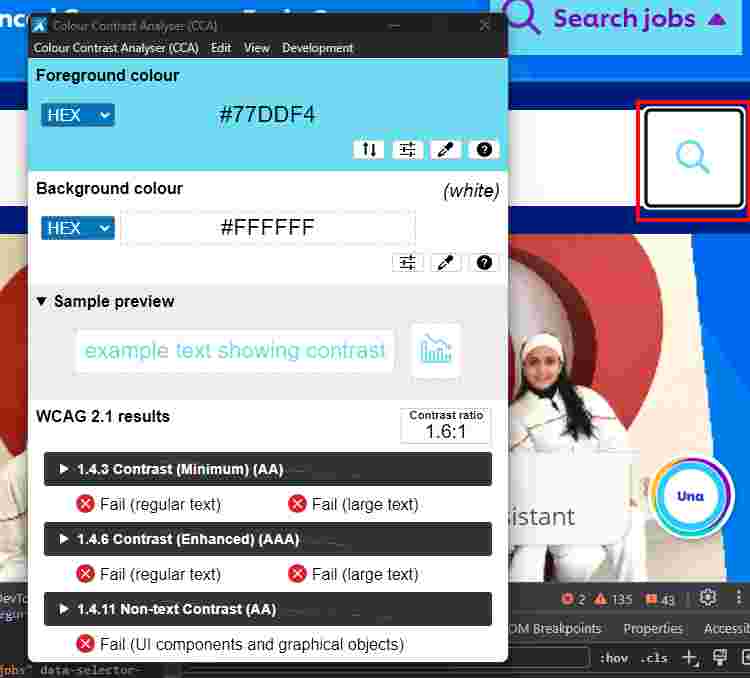 Colour Contrast Analyser (CCA)
Search jobs
Colour Contrast Analyser (CCA) Edit View Development
Foreground colour
HEX
#77DDF4
Background colour
(white)
HEX
#FFFFFF
Sample preview
example text showing contrast
WCAG 2.1 results
Contrast ratio
1.6:1
1.4.3 Contrast (Minimum) (AA)
Fail (regular text) Fail (large text)
1.4.6 Contrast (Enhanced) (AAA)
Fail (regular text) Fail (large text)
1.4.11 Non-text Contrast (AA)
Fail (UI components and graphical objects)
Una
istant
2 135 43
DevTo
OM Breakpoints Properties Accessib
:hov .cls
jobs" data-selector-